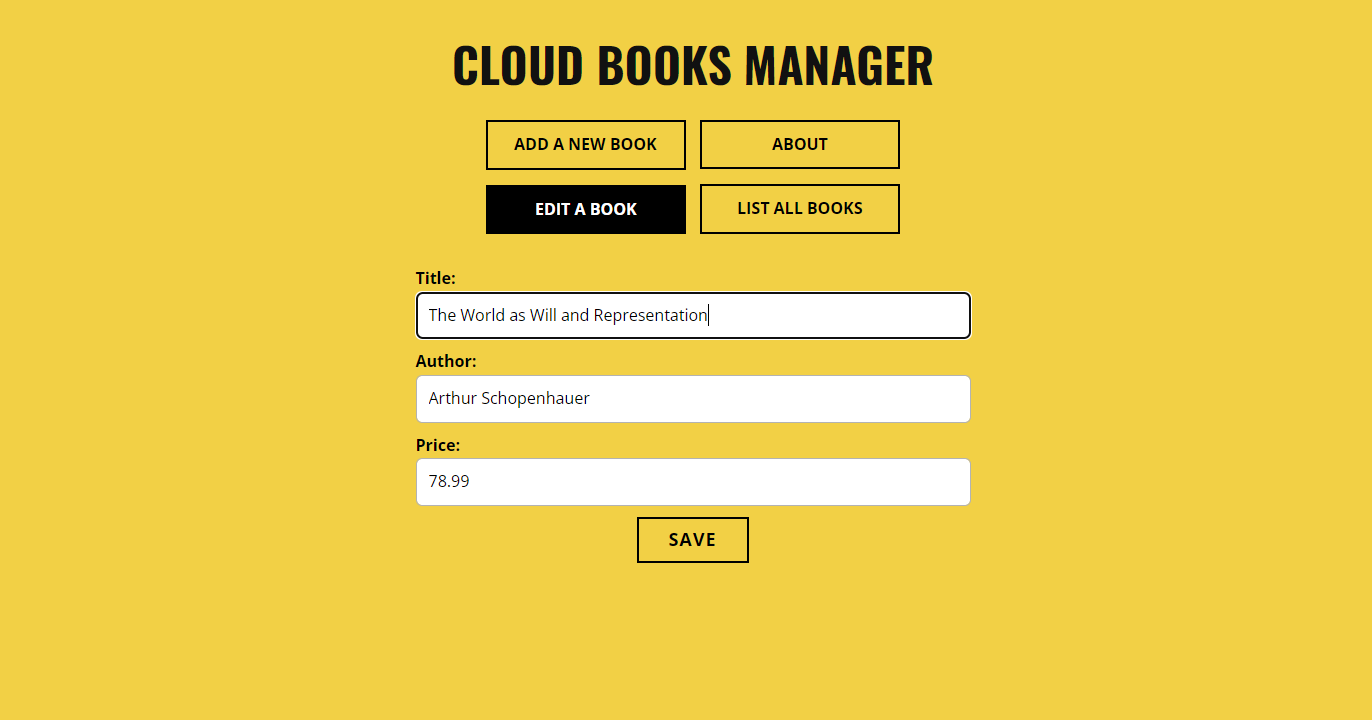 CLOUD BOOKS MANAGER
ADD A NEW BOOK
ABOUT
EDIT A BOOK
LIST ALL BOOKS
Title:
The World as Will and Representation
Author:
Arthur Schopenhauer
Price:
78.99
SAVE